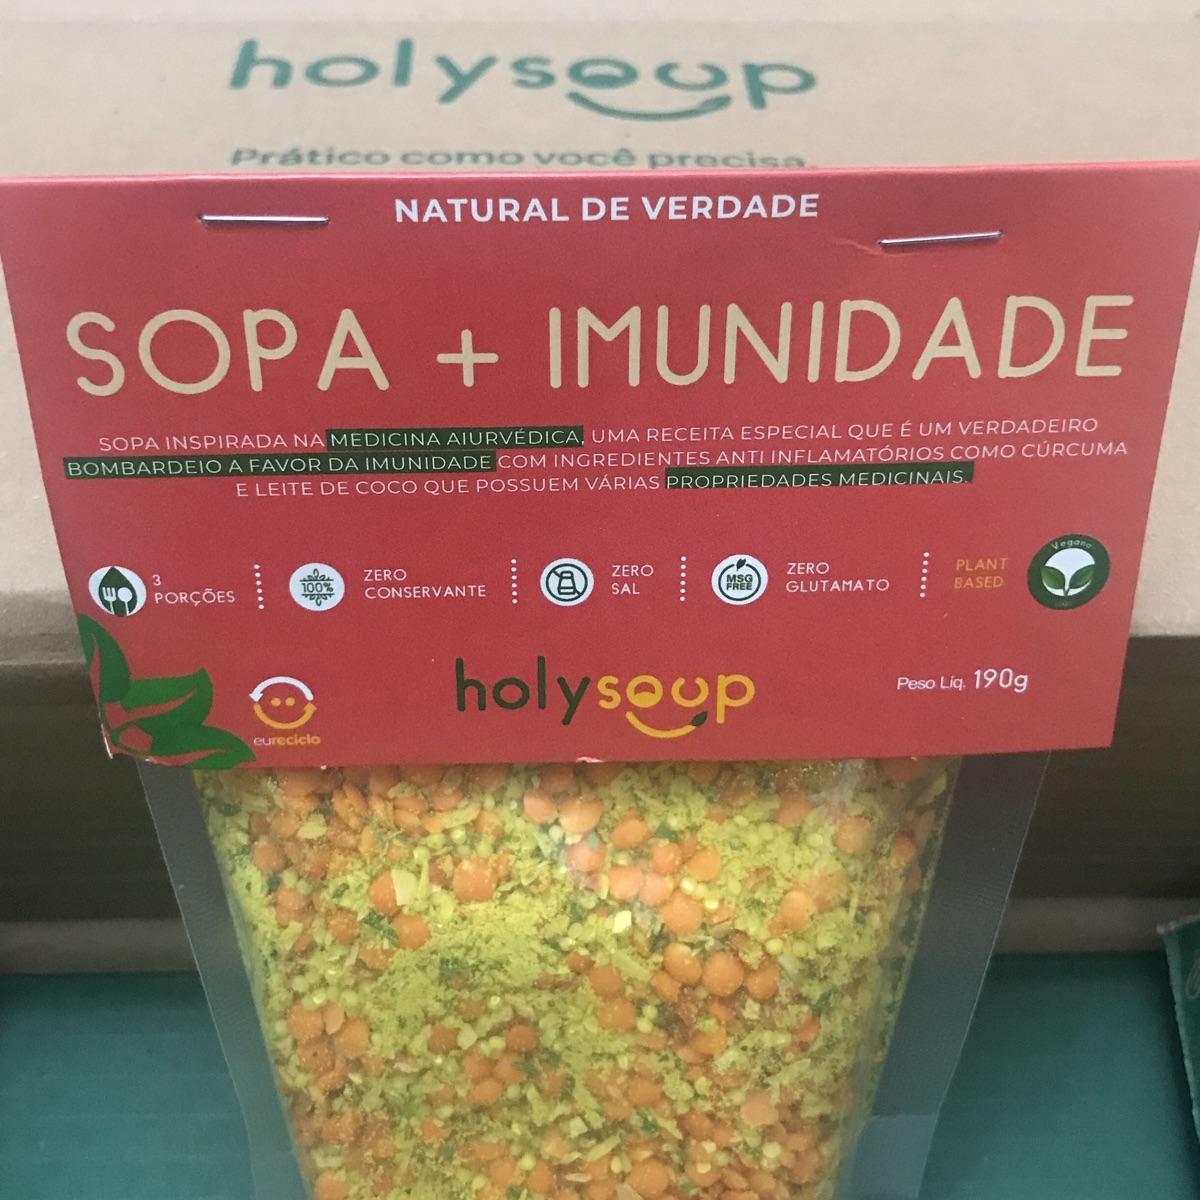 holysoup
Prático como você precisa.
NATURAL DE VERDADE
SOPA + IMUNIDADE
SOPA INSPIRADA NA MEDICINA AIURVÉDICA, UMA RECEITA ESPECIAL QUE É UM VERDADEIRO
BOMBARDEIO A FAVOR DA IMUNIDADE COM INGREDIENTES ANTI INFLAMATÓRIOS COMO CÚRCUMA
E LEITE DE COCO QUE POSSUEM VÁRIAS PROPRIEDADES MEDICINAIS.
3
PORÇÕES
100%
ZERO
CONSERVANTE
ZERO
SAL
MSG
FREE
ZERO
GLUTAMATO
PLANT
BASED
Vegano
eureciclo
holysoup
Peso Líq. 190g